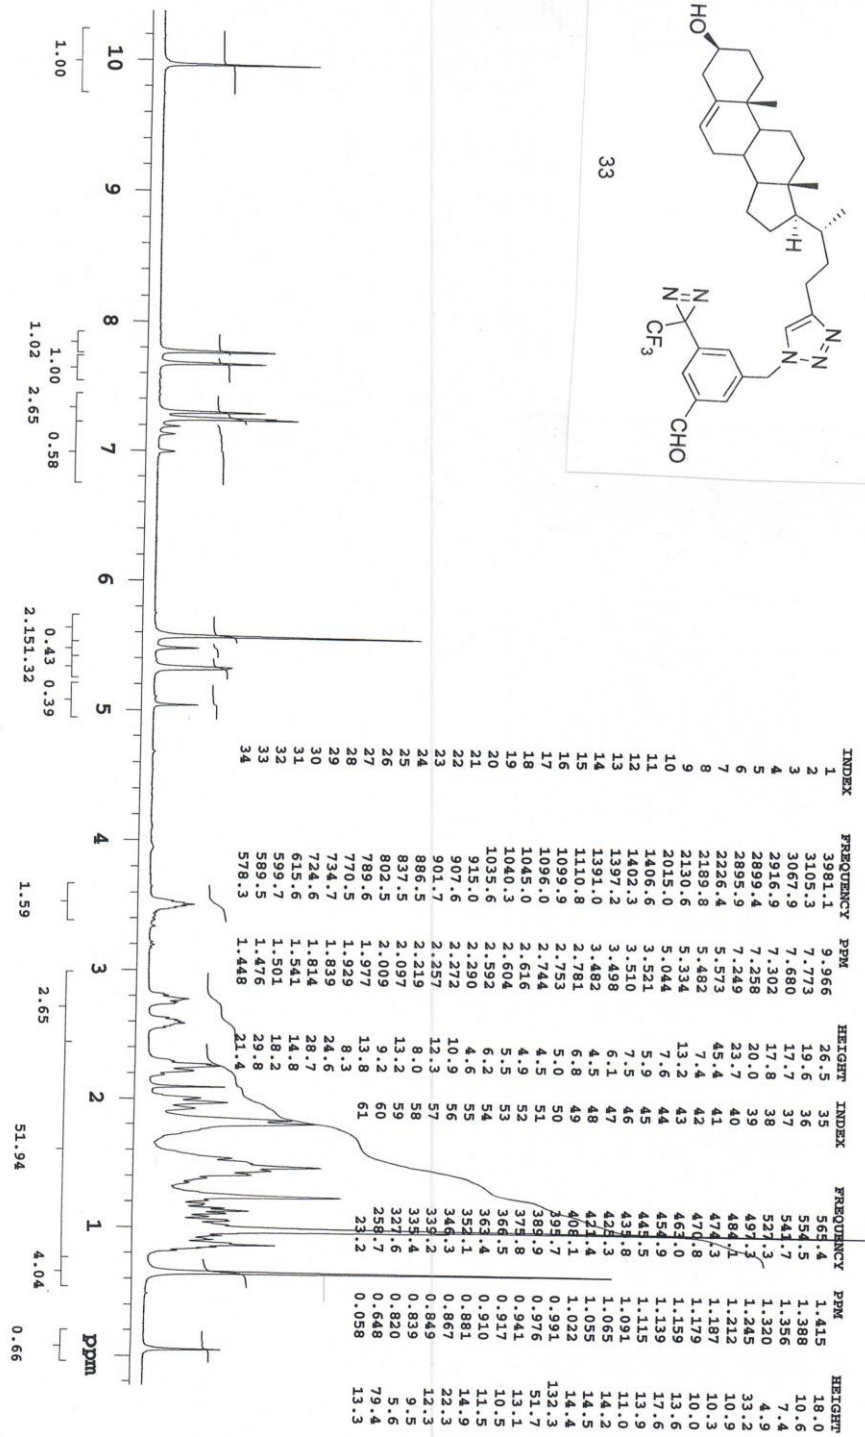 INDEX FREQUENCY PPM HEIGHT INDEX FREQUENCY PPM HEIGHT
1 3981.1 9.966 26.5 35 565.4 1.415 18.0
2 3105.3 7.773 19.6 36 554.5 1.388 10.6
3 3067.9 7.680 17.7 37 541.7 1.356 7.4
4 2916.9 7.302 17.8 38 527.3 1.320 4.9
5 2899.4 7.258 20.0 39 497.3 1.245 33.2
6 2895.9 7.249 23.7 40 484.1 1.212 10.9
7 2226.4 5.573 45.4 41 474.3 1.187 10.3
8 2189.8 5.482 7.4 42 470.8 1.179 10.0
9 2130.6 5.334 13.2 43 463.0 1.159 13.6
10 2015.0 5.044 7.6 44 454.9 1.139 17.6
11 1406.6 3.521 5.9 45 445.5 1.115 13.9
12 1402.3 3.510 7.5 46 435.8 1.091 11.0
13 1397.2 3.498 6.1 47 425.3 1.065 14.2
14 1391.0 3.482 4.5 48 421.4 1.055 14.5
15 1110.8 2.781 6.8 49 408.1 1.022 14.4
16 1099.9 2.753 5.0 50 395.7 0.991 132.3
17 1096.0 2.744 4.5 51 389.9 0.976 51.7
18 1045.0 2.616 4.9 52 375.8 0.941 13.1
19 1040.3 2.604 5.5 53 366.5 0.917 10.5
20 1035.6 2.592 6.2 54 363.4 0.910 11.5
21 915.0 2.290 4.6 55 352.1 0.881 14.9
22 907.6 2.272 10.9 56 346.3 0.867 22.3
23 901.7 2.257 12.3 57 339.2 0.849 12.3
24 886.5 2.219 8.0 58 335.4 0.839 9.5
25 837.5 2.097 13.2 59 327.6 0.820 5.6
26 802.5 2.009 9.2 60 258.7 0.648 79.4
27 789.6 1.977 13.8 61 23.2 0.058 13.3
28 770.5 1.929 8.3
29 734.7 1.839 24.6
30 724.6 1.814 28.7
31 615.6 1.541 14.8
32 599.7 1.501 18.2
33 589.5 1.476 29.8
34 578.3 1.448 21.4
HO
H
N N N
N N
CF3
CHO
33
10 9 8 7 6 5 4 3 2 1 ppm
1.00 1.00 0.58 0.43 0.39 1.59 2.65 51.94 4.04 0.66
1.02 2.65 2.151.32